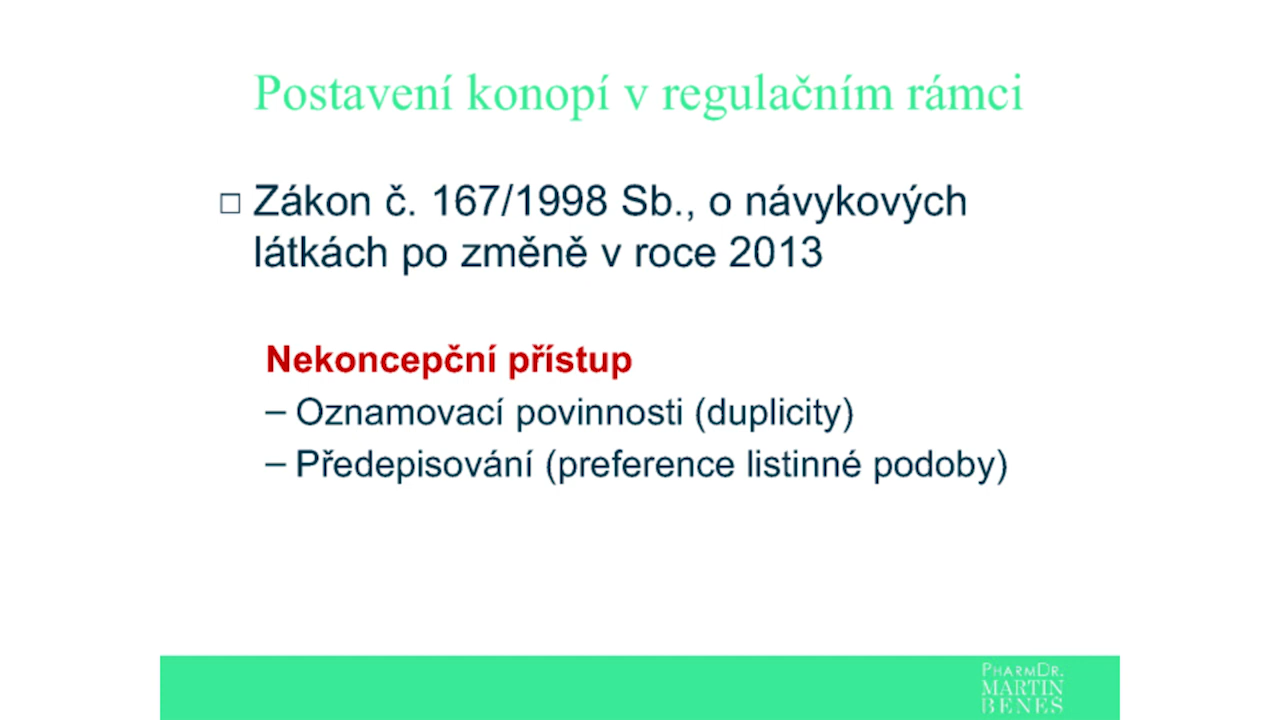 Postavení konopí v regulačním rámci
Zákon č. 167/1998 Sb., o návykových
látkách po změně v roce 2013
Nekoncepční přístup
– Oznamovací povinnosti (duplicity)
– Předepisování (preference listinné podoby)
PHARMDR.
MARTIN
BENEŠ